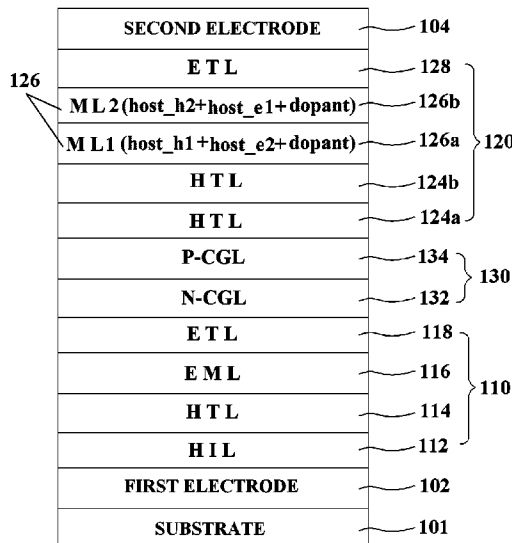 SECOND ELECTRODE 104
E T L 128
126
M L 2 (host_h2+host_e1+dopant) 126b
M L 1 (host_h1+host_e2+dopant) 126a
120
H T L 124b
H T L 124a
P-CGL 134
130
N-CGL 132
E T L 118
E M L 116
110
H T L 114
H I L 112
FIRST ELECTRODE 102
SUBSTRATE 101